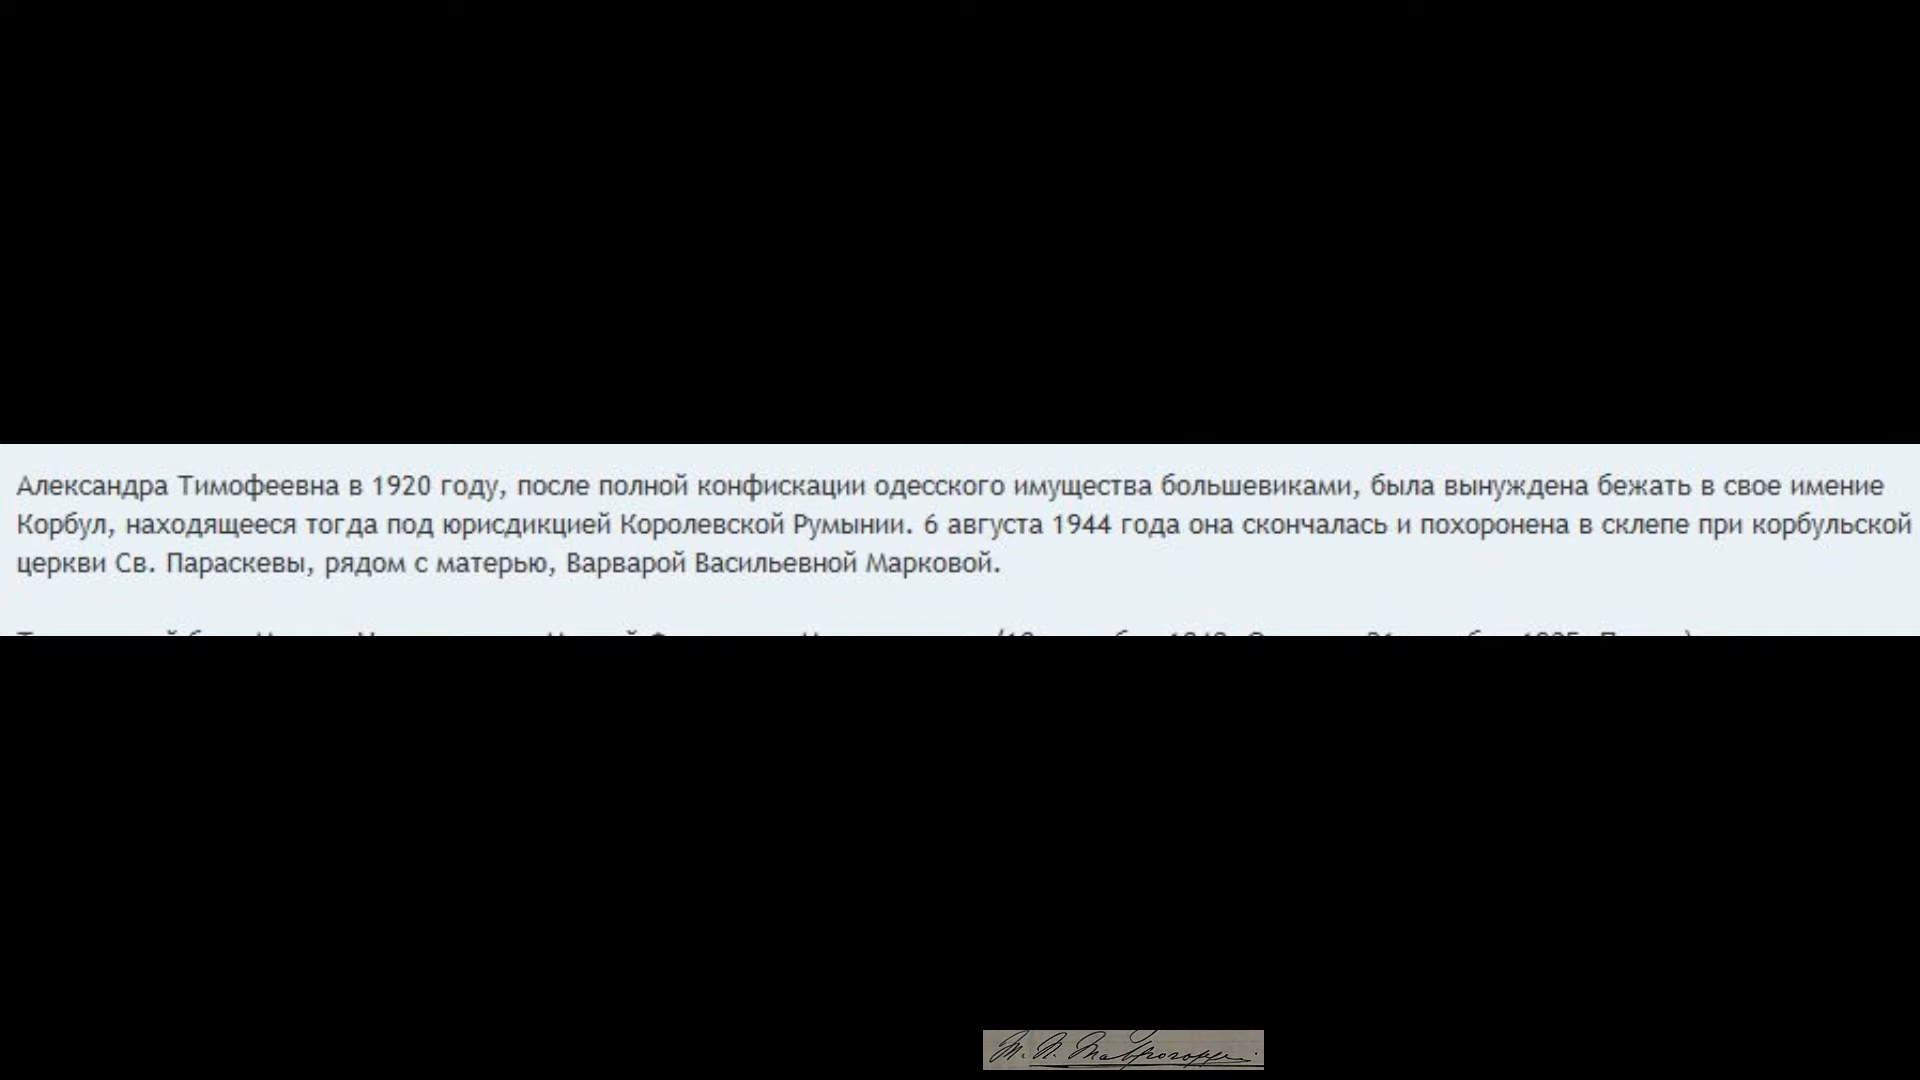 Александра Тимофеевна в 1920 году, после полной конфискации одесского имущества большевиками, была вынуждена бежать в свое имение
Корбул, находящееся тогда под юрисдикцией Королевской Румынии. 6 августа 1944 года она скончалась и похоронена в склепе при корбульской
церкви Св. Параскевы, рядом с матерью, Варварой Васильевной Марковой.